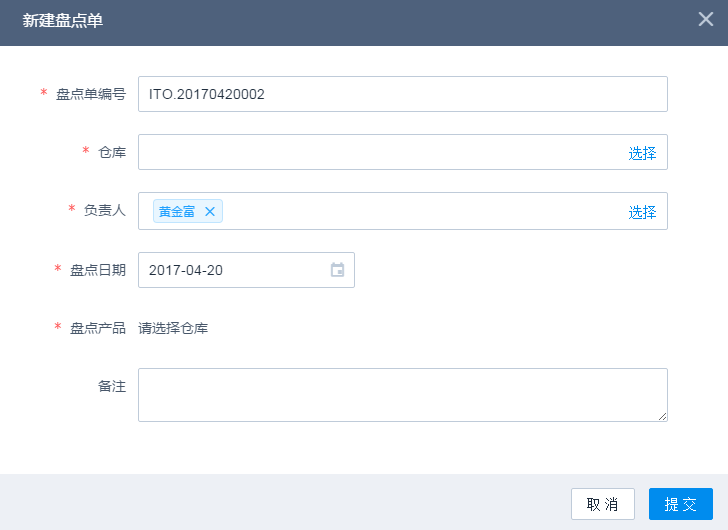 新建盘点单
* 盘点单编号 ITO.20170420002
* 仓库 选择
* 负责人 黄金富 选择
* 盘点日期 2017-04-20
* 盘点产品 请选择仓库
备注
取消 提交